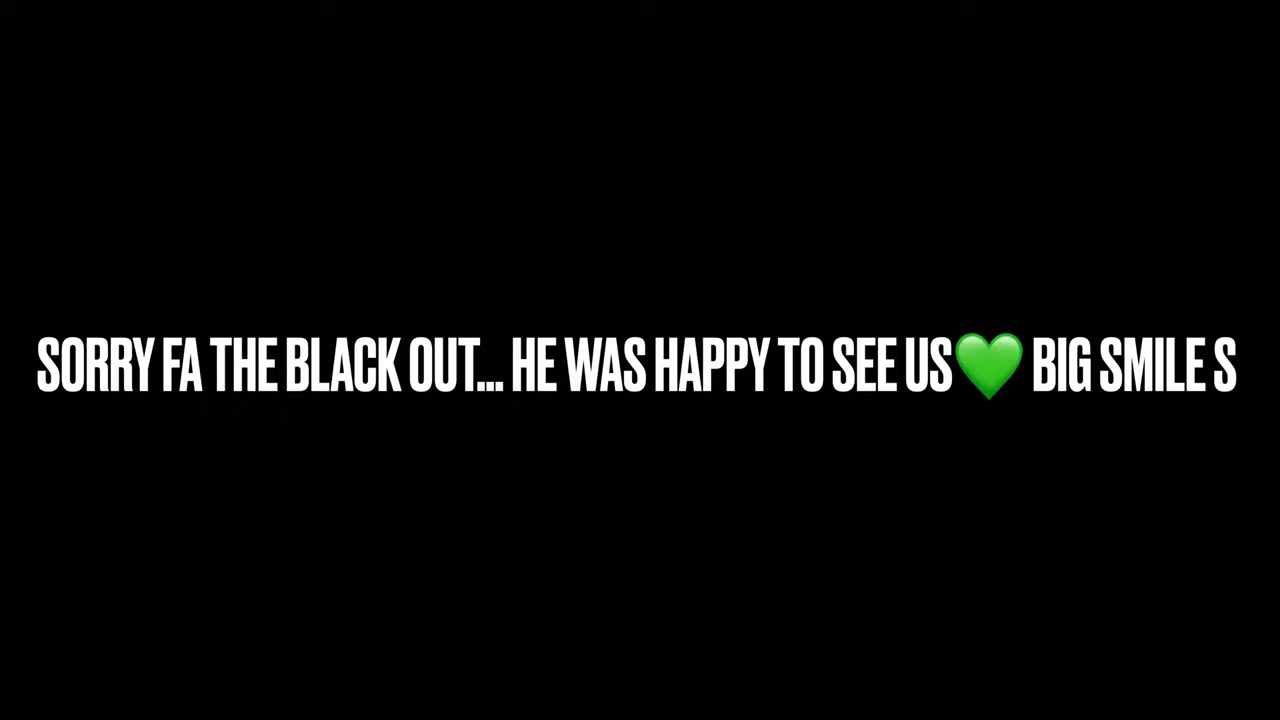 SORRY FA THE BLACK OUT... HE WAS HAPPY TO SEE US💚 BIG SMILE S